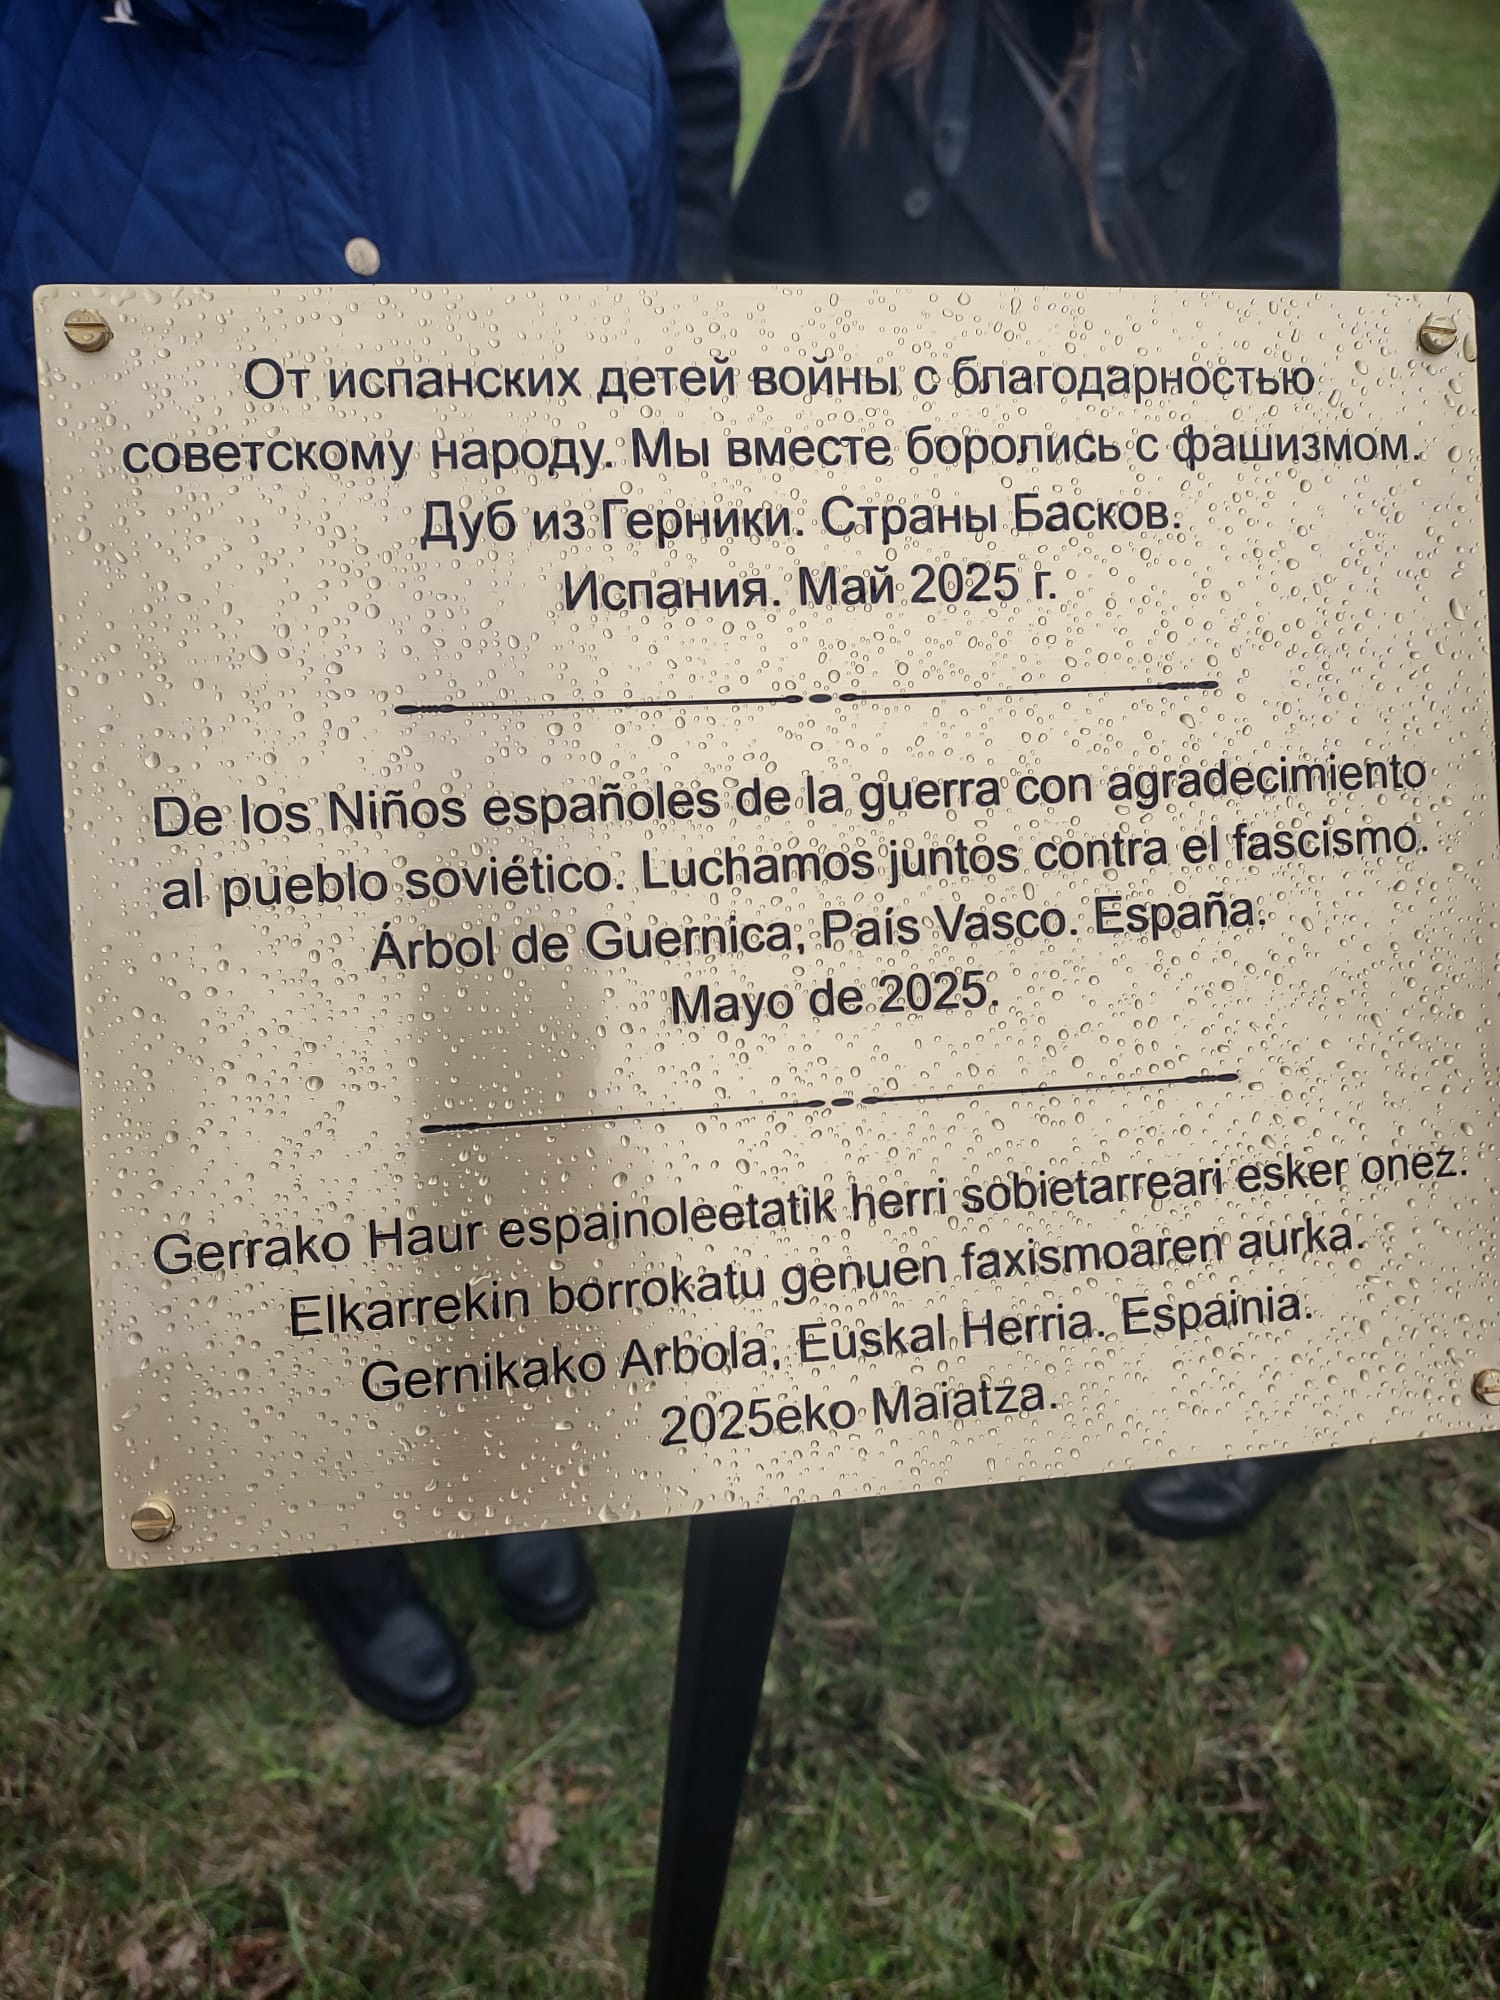 От испанских детей войны с благодарностью
советскому народу. Мы вместе боролись с фашизмом.
Дуб из Герники. Страны Басков.
Испания. Май 2025 г.
De los Niños españoles de la guerra con agradecimiento
al pueblo soviético. Luchamos juntos contra el fascismo.
Árbol de Guernica, País Vasco. España.
Mayo de 2025.
Gerrako Haur espainoleetatik herri sobietarreari esker onez.
Elkarrekin borrokatu genuen faxismoaren aurka.
Gernikako Arbola, Euskal Herria. Espainia.
2025eko Maiatza.